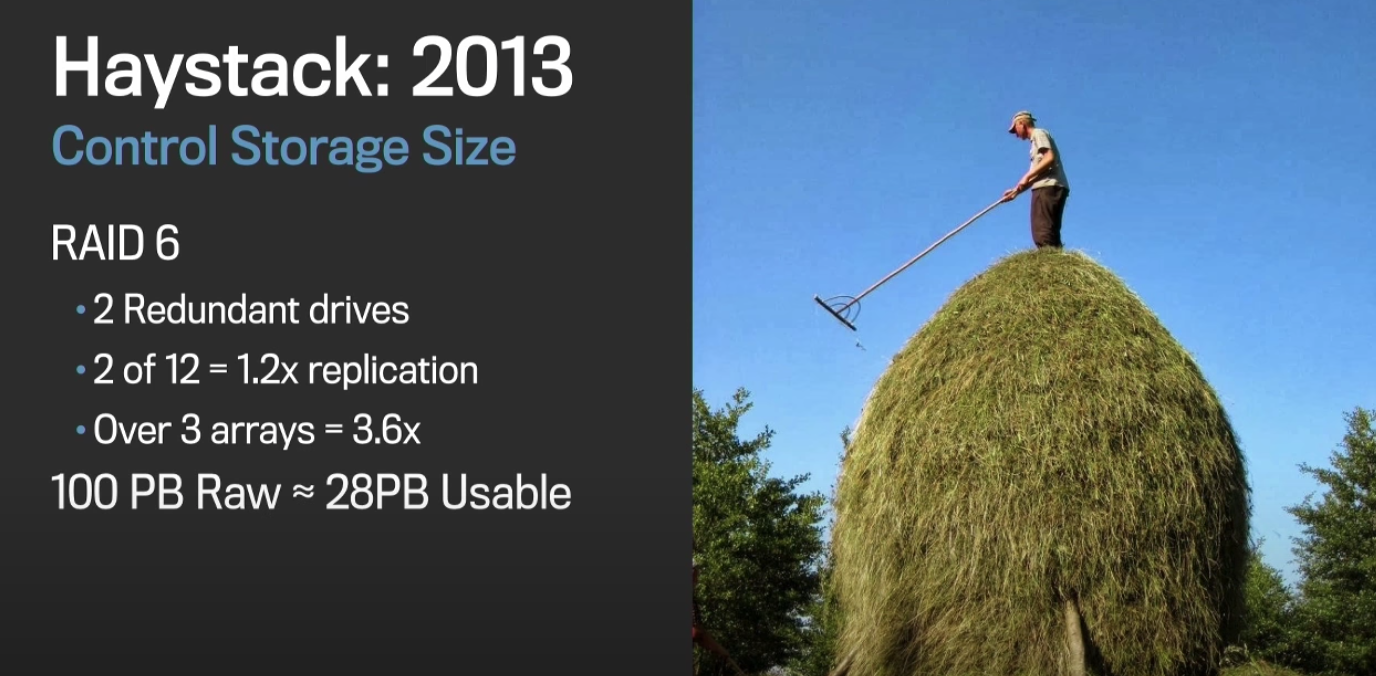 Haystack: 2013
Control Storage Size
RAID 6
• 2 Redundant drives
• 2 of 12 = 1.2x replication
• Over 3 arrays = 3.6x
100 PB Raw ≈ 28PB Usable